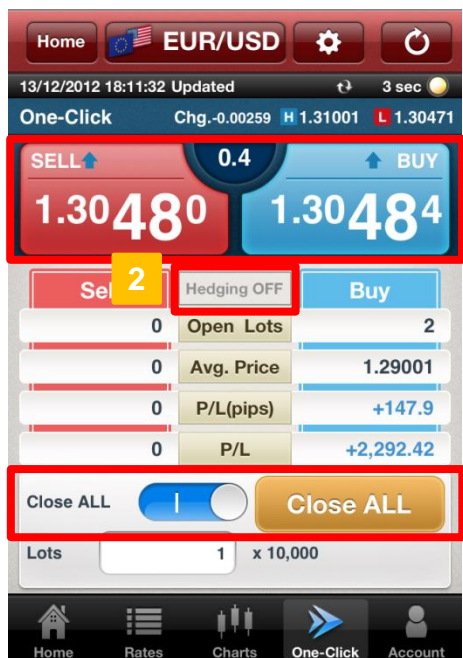 Home EUR/USD
13/12/2012 18:11:32 Updated 3 sec
One-Click Chg.-0.00259 H 1.31001 L 1.30471
SELL 0.4 BUY
1.30480 1.30484
2
Hedging OFF Buy
0 Open Lots 2
0 Avg. Price 1.29001
0 P/L(pips) +147.9
0 P/L +2,292.42
Close ALL Close ALL
Lots 1 x 10,000
Home Rates Charts One-Click Account